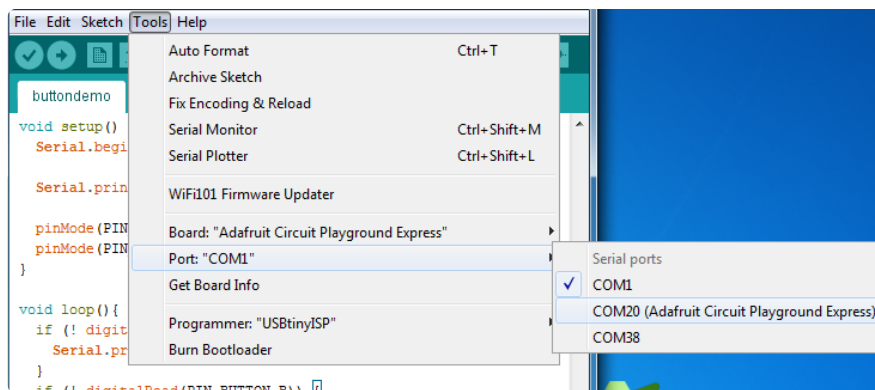 File Edit Sketch Tools Help
Auto Format Ctrl+T
Archive Sketch
Fix Encoding & Reload
Serial Monitor Ctrl+Shift+M
Serial Plotter Ctrl+Shift+L
WiFi101 Firmware Updater
Board: "Adafruit Circuit Playground Express"
Port: "COM1"
Get Board Info
Programmer: "USBtinyISP"
Burn Bootloader
Serial ports
COM1
COM20 (Adafruit Circuit Playground Express)
COM38
buttondemo
void setup()
Serial.begi
Serial.prin
pinMode(PIN
pinMode(PIN
}
void loop(){
if (! digit
Serial.pr
}
if (! digitalRead(PIN_BUTTON_B)) {